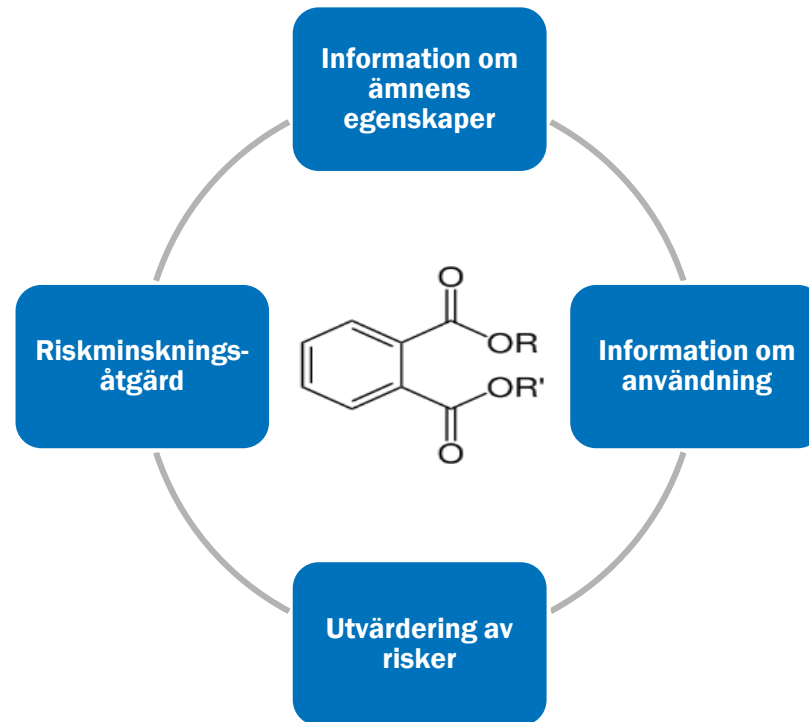 Information om
ämnens
egenskaper
Riskminsknings-
åtgärd
O
OR
OR'
O
Information om
användning
Utvärdering av
risker